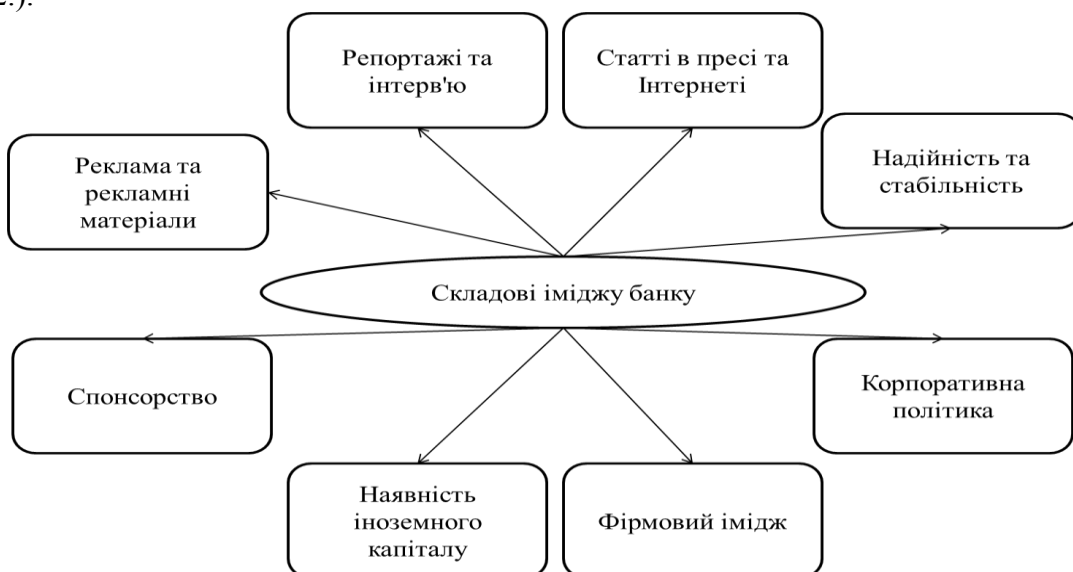 2.).
Репортажі та
інтерв'ю
Статті в пресі та
Інтернеті
Реклама та
рекламні
матеріали
Надійність та
стабільність
Складові іміджу банку
Спонсорство
Корпоративна
політика
Наявність
іноземного
капіталу
Фірмовий імідж